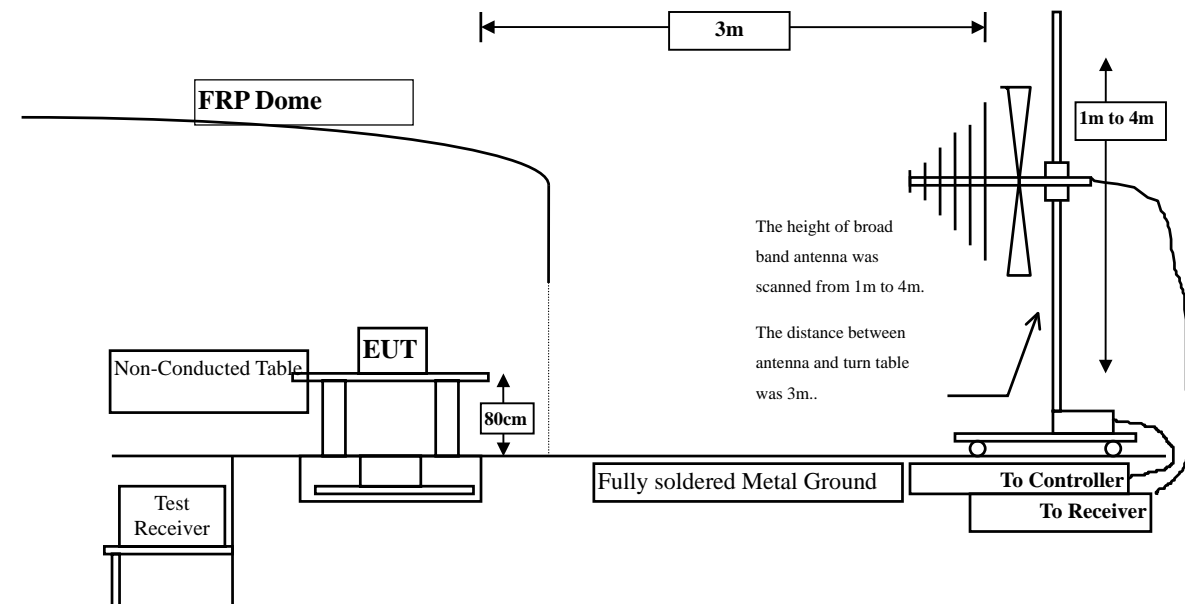 3m
FRP Dome
1m to 4m
The height of broad
band antenna was
scanned from 1m to 4m.
The distance between
antenna and turn table
was 3m..
EUT
Non-Conducted Table
80cm
Fully soldered Metal Ground
To Controller
To Receiver
Test
Receiver